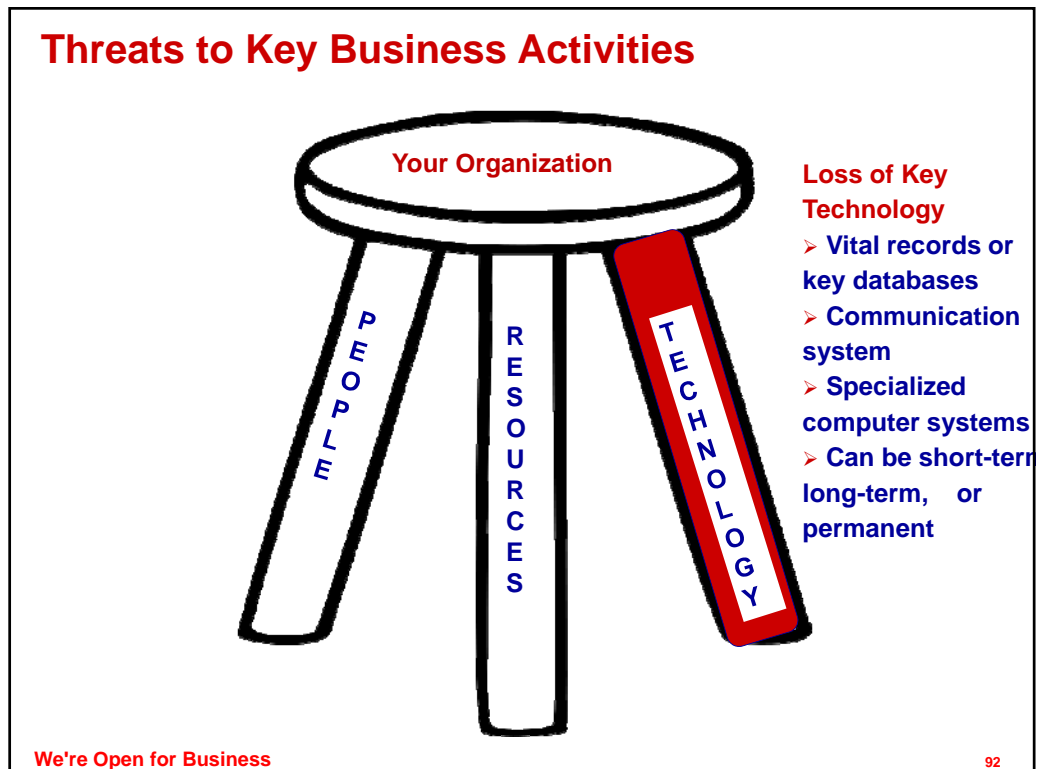 Threats to Key Business Activities
Your Organization
PEOPLE
RESOURCES
TECHNOLOGY
Loss of Key
Technology
➢ Vital records or
key databases
➢ Communication
system
➢ Specialized
computer systems
➢ Can be short-ter
long-term, or
permanent
We're Open for Business
92